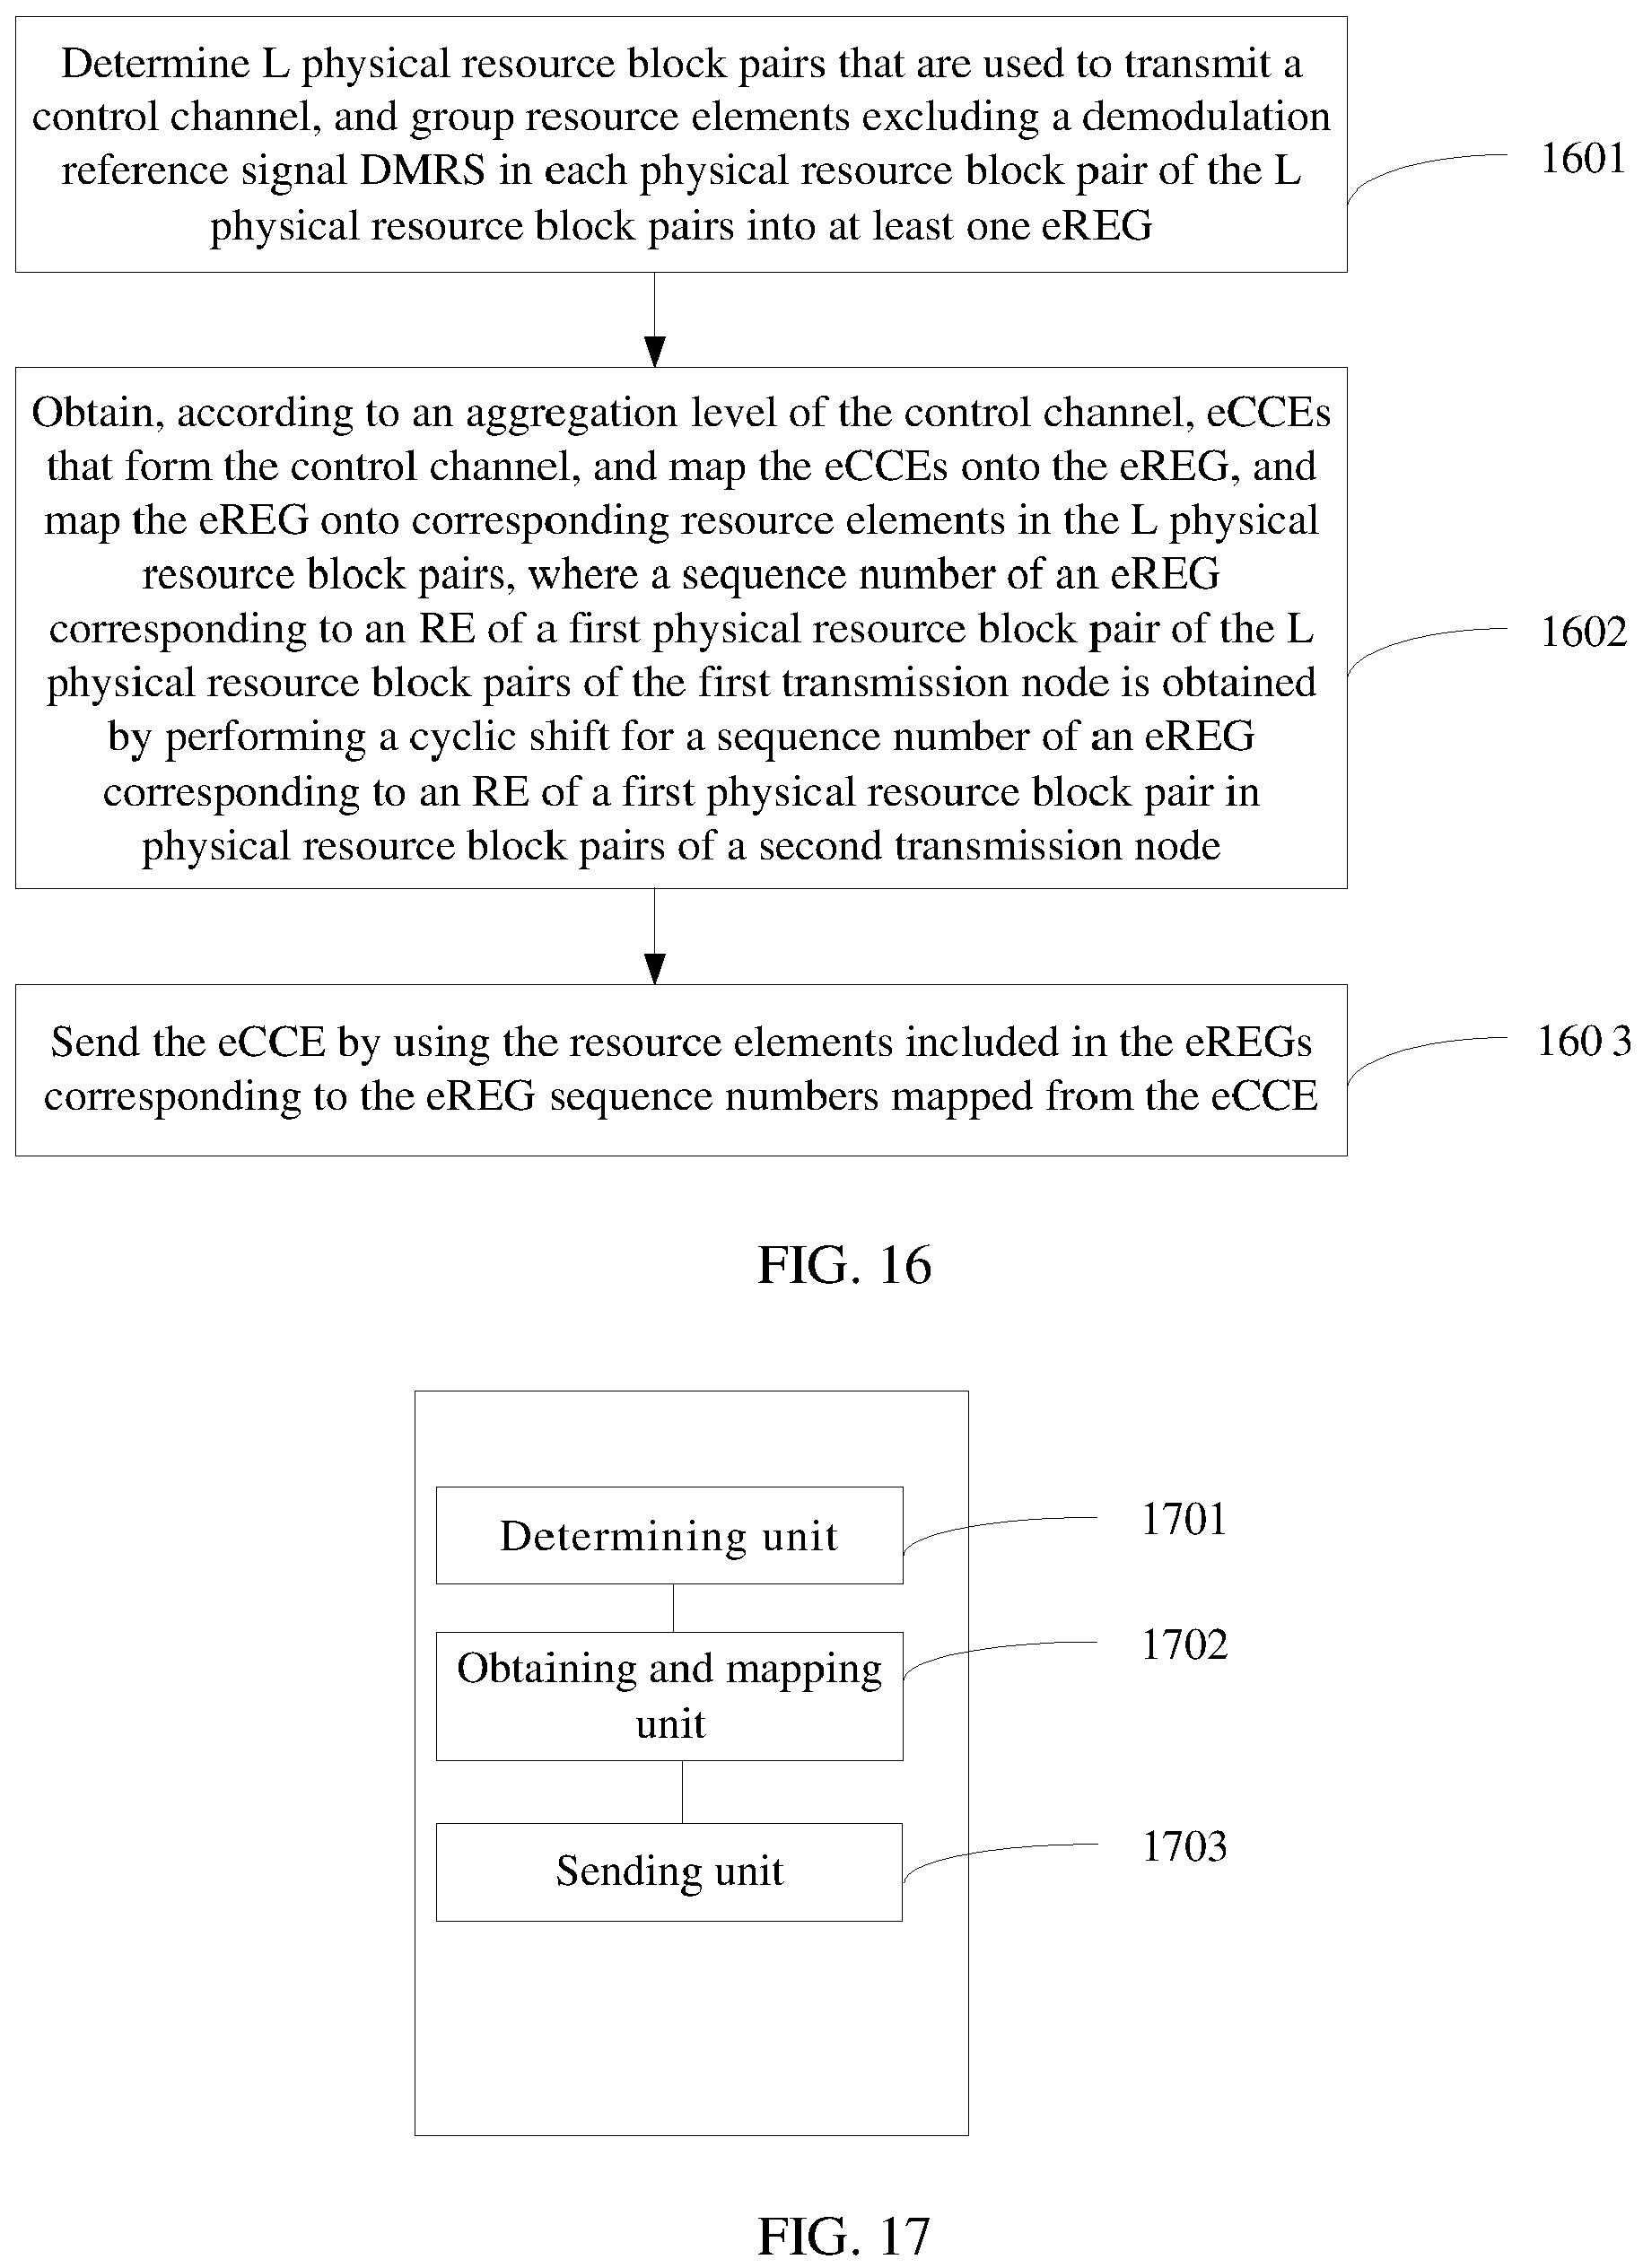 Determine L physical resource block pairs that are used to transmit a
control channel, and group resource elements excluding a demodulation
reference signal DMRS in each physical resource block pair of the L
physical resource block pairs into at least one eREG
1601
Obtain, according to an aggregation level of the control channel, eCCEs
that form the control channel, and map the eCCEs onto the eREG, and
map the eREG onto corresponding resource elements in the L physical
resource block pairs, where a sequence number of an eREG
corresponding to an RE of a first physical resource block pair of the L
physical resource block pairs of the first transmission node is obtained
by performing a cyclic shift for a sequence number of an eREG
corresponding to an RE of a first physical resource block pair in
physical resource block pairs of a second transmission node
1602
Send the eCCE by using the resource elements included in the eREGs
corresponding to the eREG sequence numbers mapped from the eCCE
160 3
FIG. 16
Determining unit
1701
Obtaining and mapping
unit
1702
Sending unit
1703
FIG. 17